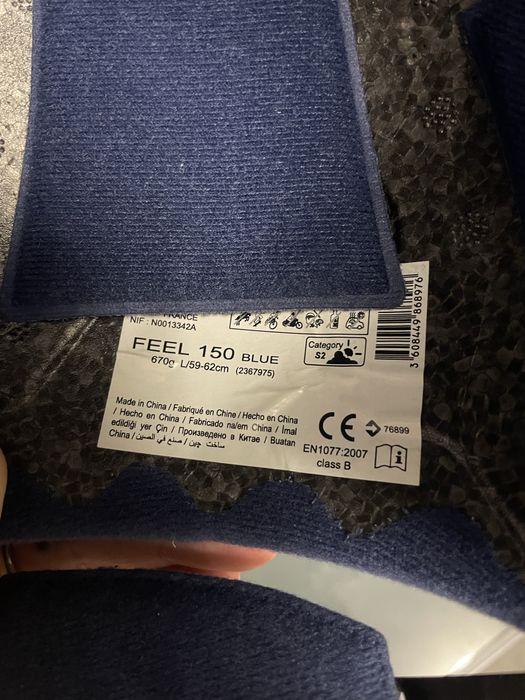 FRANCE
NIF : N0013342A
FEEL 150 BLUE
670g L/59-62cm (2367975)
Category
S2
3 608449 868976
Made in China / Fabriqué en Chine / Hecho en China
/ Hecho en China / Fabricado na/em China / İmal
edildiği yer Çin / Произведено в Китае / Buatan
China / صنع في الصين / ساخت چین
CE
76899
EN1077:2007
class B
i